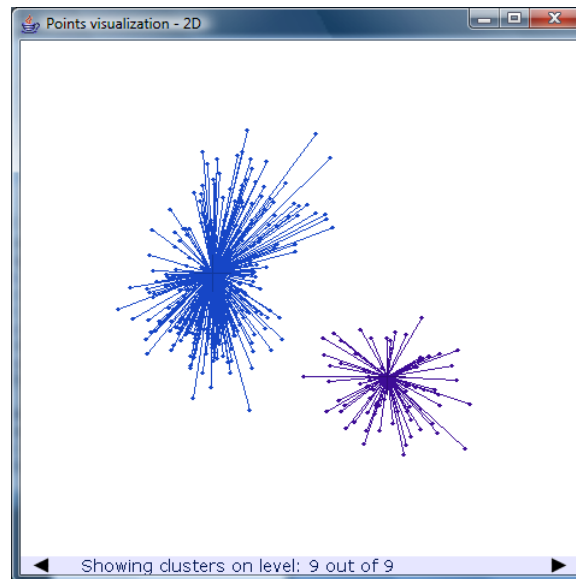 Points visualization - 2D
Showing clusters on level: 9 out of 9